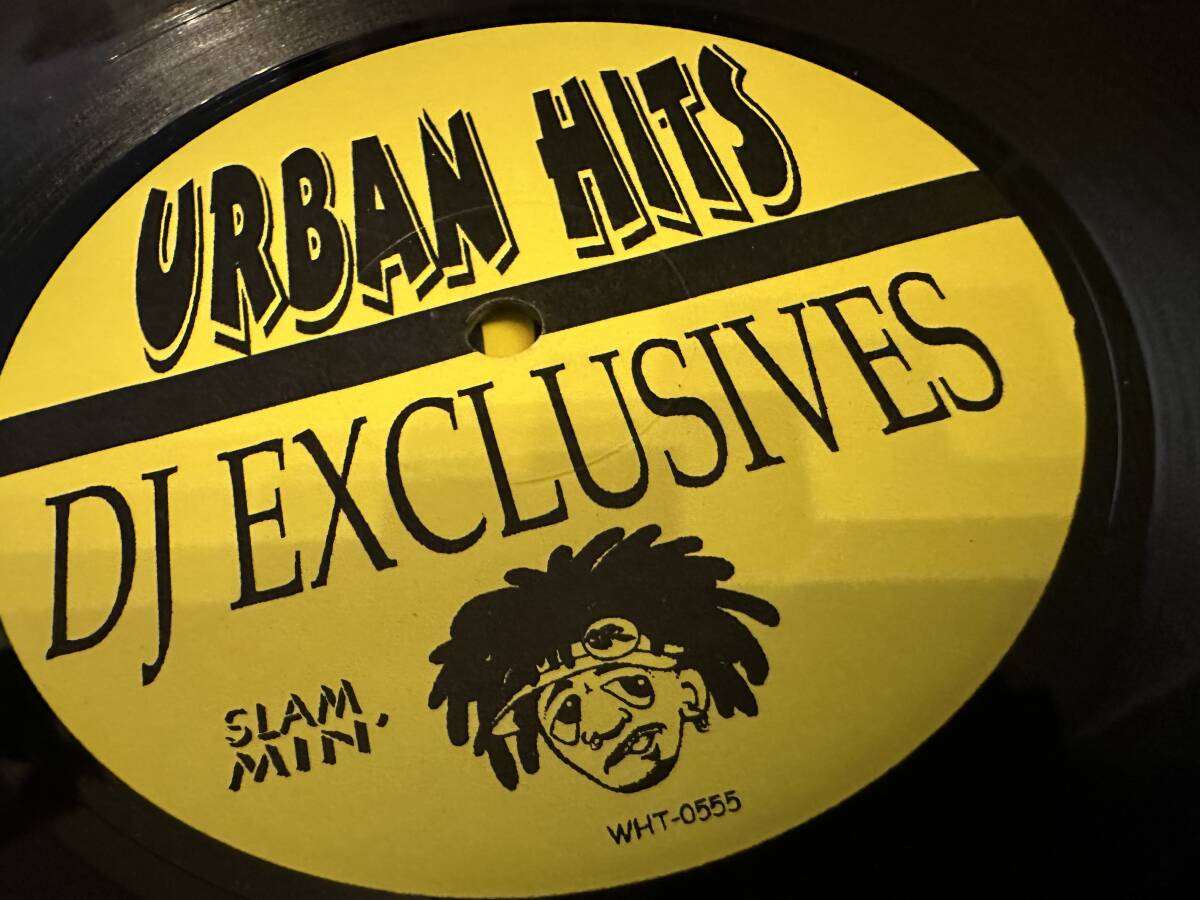 URBAN HITS
DJ EXCLUSIVES
SLAM
MIN'
WHT-0555